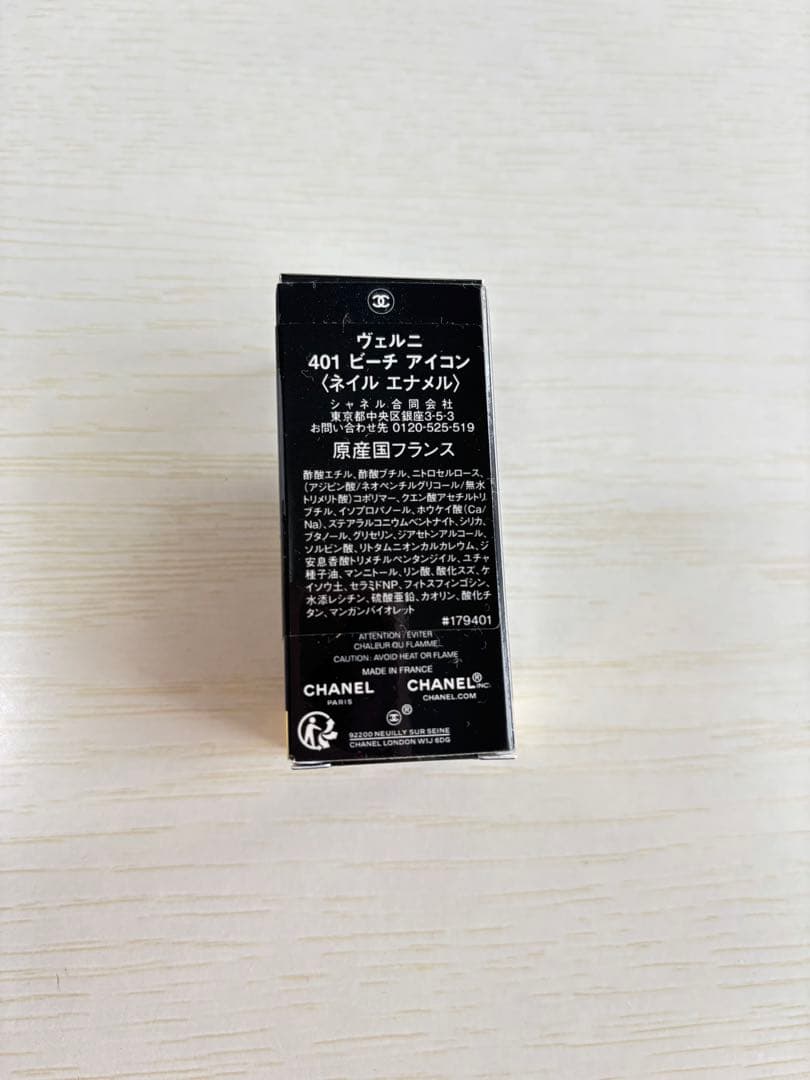 ヴェルニ
401 ビーチ アイコン
〈ネイル エナメル〉
シャネル合同会社
東京都中央区銀座3-5-3
お問い合わせ先 0120-525-519
原産国フランス
酢酸エチル、酢酸ブチル、ニトロセルロース、
(アジピン酸/ネオペンチルグリコール/無水
トリメリト酸)コポリマー、クエン酸アセチルトリ
ブチル、イソプロパノール、ホウケイ酸(Ca/
Na)、ステアラルコニウムベントナイト、シリカ、
ブタノール、グリセリン、ジアセトンアルコール、
ソルビン酸、リトタムニオンカルカレウム、ジ
安息香酸トリメチルペンタンジイル、ユチャ
種子油、マンニトール、リン酸、酸化スズ、ケ
イソウ土、セラミドNP、フィトスフィンゴシン、
水添レシチン、硫酸亜鉛、カオリン、酸化チ
タン、マンガンバイオレット
#179401
ATTENTION : ÉVITER
CHALEUR OU FLAMME.
CAUTION: AVOID HEAT OR FLAME
MADE IN FRANCE
CHANEL CHANEL® INC.
PARIS CHANEL.COM
®
92200 NEUILLY SUR SEINE
CHANEL LONDON W1J 6DG